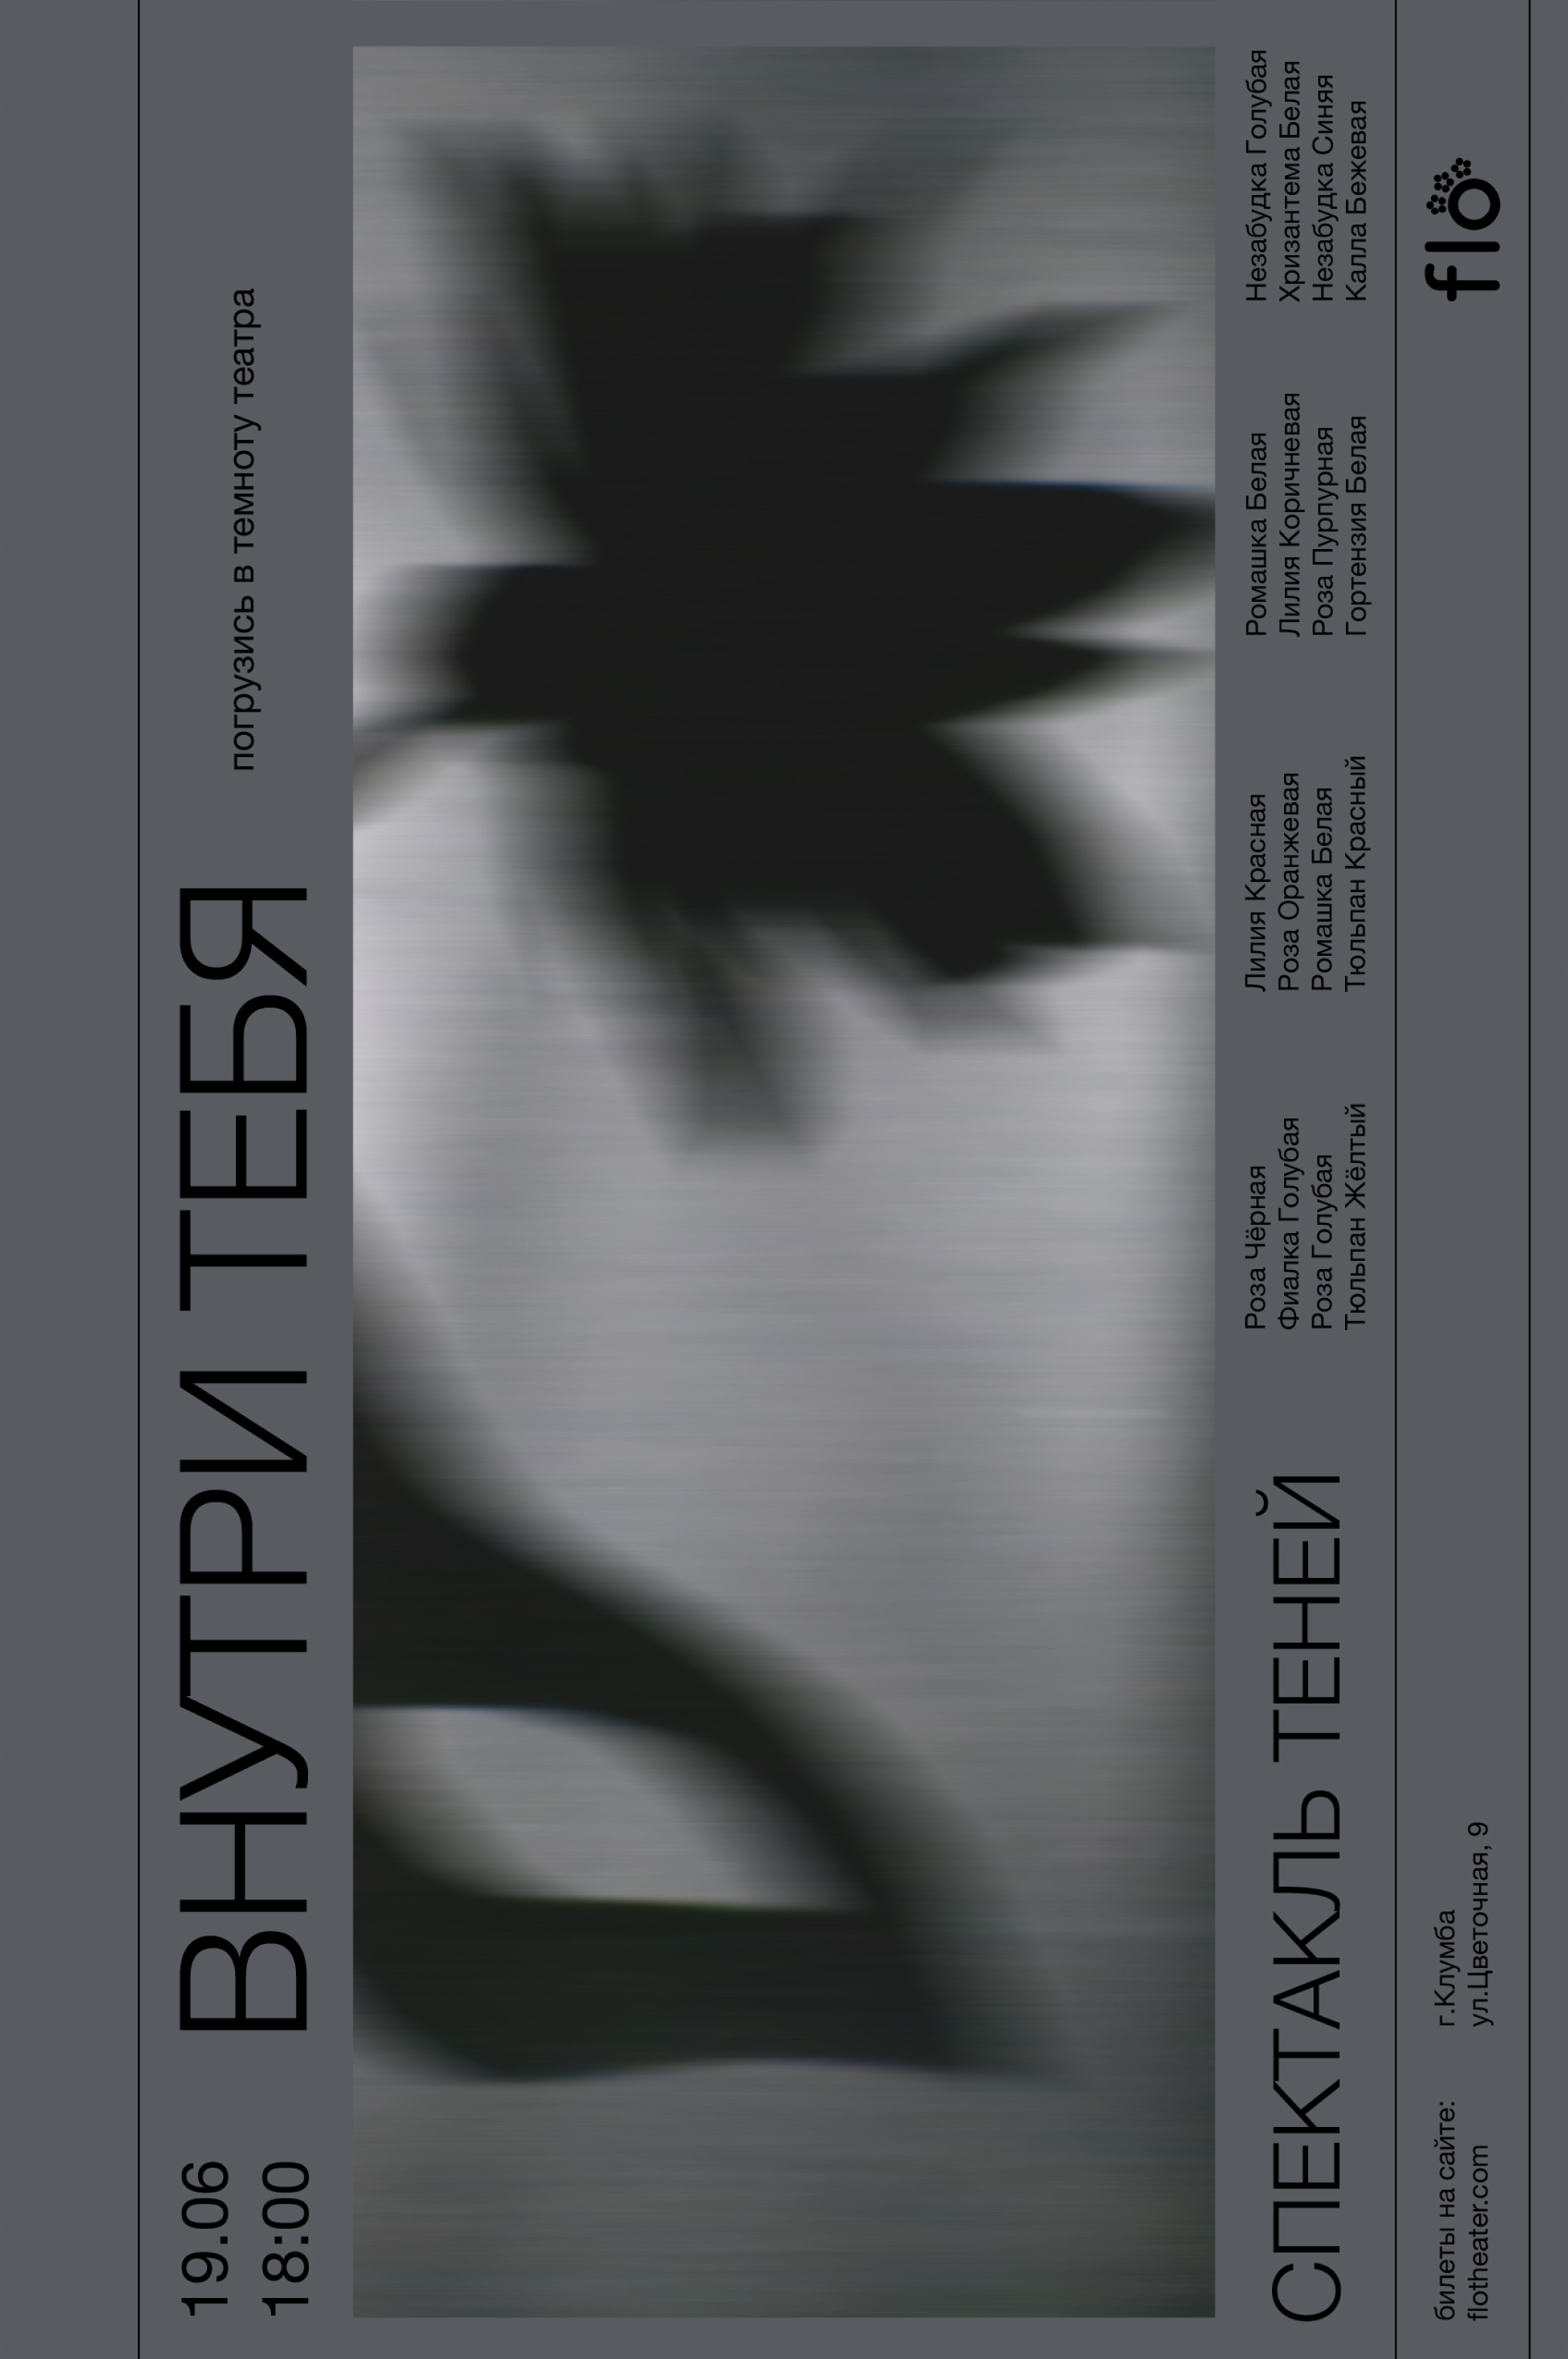 19.06
18:00
ВНУТРИ ТЕБЯ
погрузись в темноту театра
СПЕКТАКЛЬ ТЕНЕЙ
Роза Чёрная
Фиалка Голубая
Роза Голубая
Тюльпан Жёлтый
Лилия Красная
Роза Оранжевая
Ромашка Белая
Тюльпан Красный
Ромашка Белая
Лилия Коричневая
Роза Пурпурная
Гортензия Белая
Незабудка Голубая
Хризантема Белая
Незабудка Синяя
Калла Бежевая
билеты на сайте:
flotheater.com
г.Клумба
ул.Цветочная, 9
flo